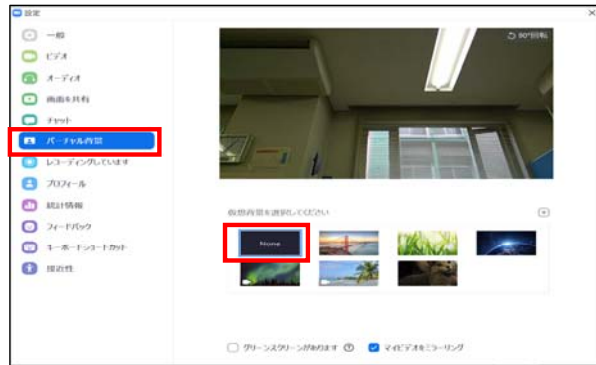 設定
一般
ビデオ
オーディオ
画面を共有
チャット
バーチャル背景
レコーディングしています
プロフィール
統計情報
フィードバック
キーボードショートカット
接近性
90°回転
仮想背景を選択してください
None
グリーンスクリーンがあります
マイビデオをミラーリング